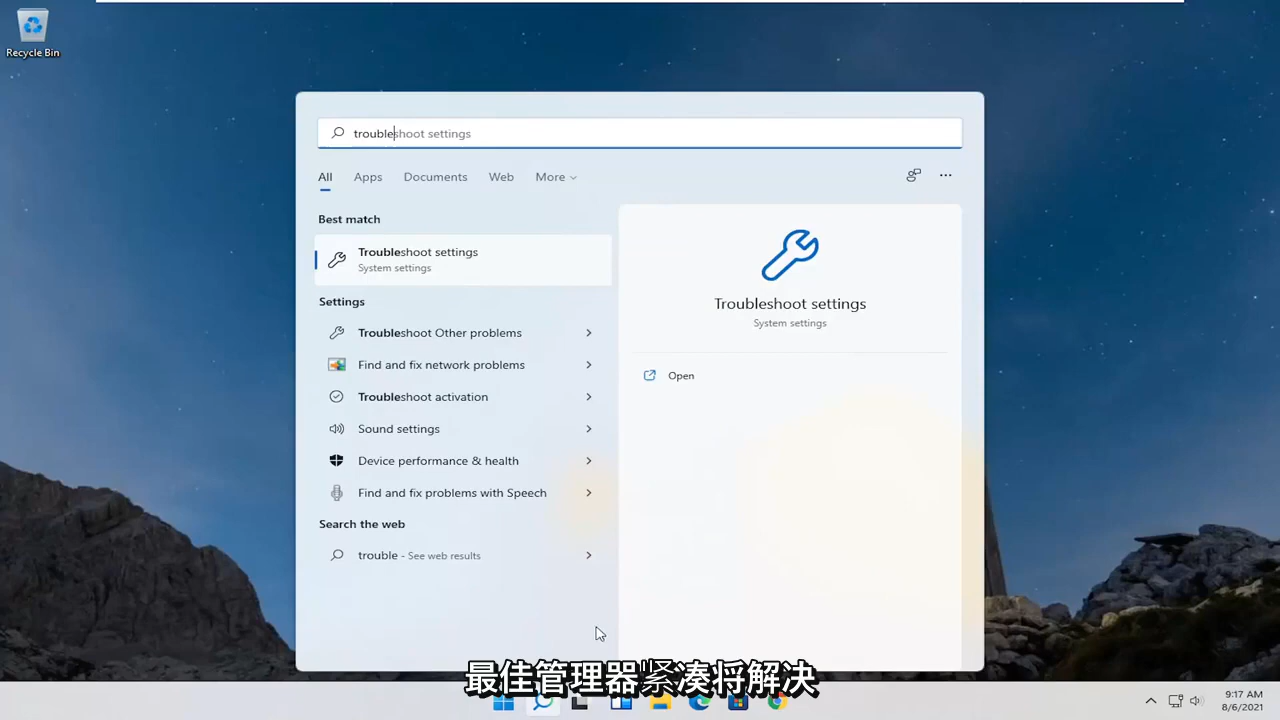 Recycle Bin
troubleshoot settings
All Apps Documents Web More
Best match
Troubleshoot settings
System settings
Settings
Troubleshoot Other problems
Find and fix network problems
Troubleshoot activation
Sound settings
Device performance & health
Find and fix problems with Speech
Search the web
trouble - See web results
Troubleshoot settings
System settings
Open
最佳管理器紧凑将解决
9:17 AM
8/6/2021